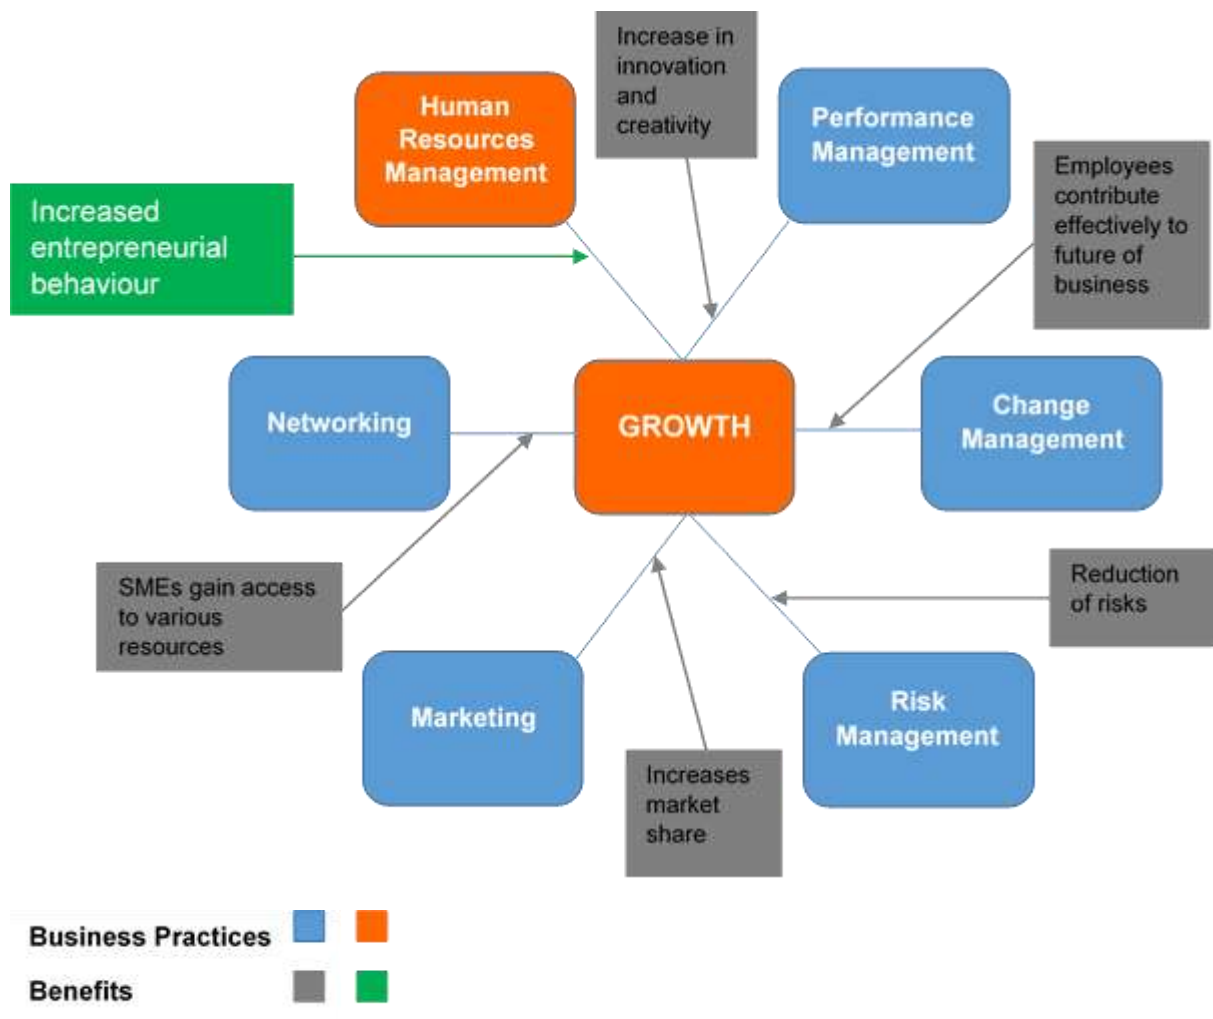 Increase in
innovation
and
creativity
Human
Resources
Management
Performance
Management
Employees
contribute
effectively to
future of
business
Increased
entrepreneurial
behaviour
Networking
GROWTH
Change
Management
SMEs gain access
to various
resources
Reduction
of risks
Marketing
Risk
Management
Increases
market
share
Business Practices
Benefits